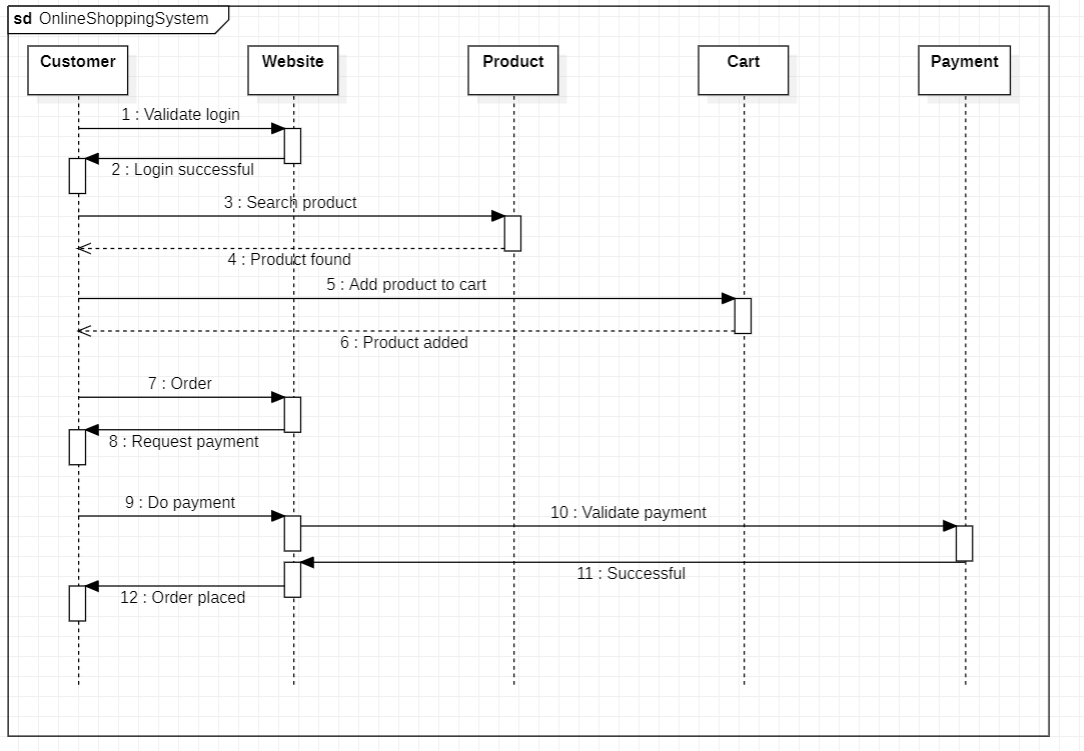 sd OnlineShoppingSystem
Customer
Website
Product
Cart
Payment
1 : Validate login
2 : Login successful
3 : Search product
4 : Product found
5 : Add product to cart
6 : Product added
7 : Order
8 : Request payment
9 : Do payment
10 : Validate payment
11 : Successful
12 : Order placed